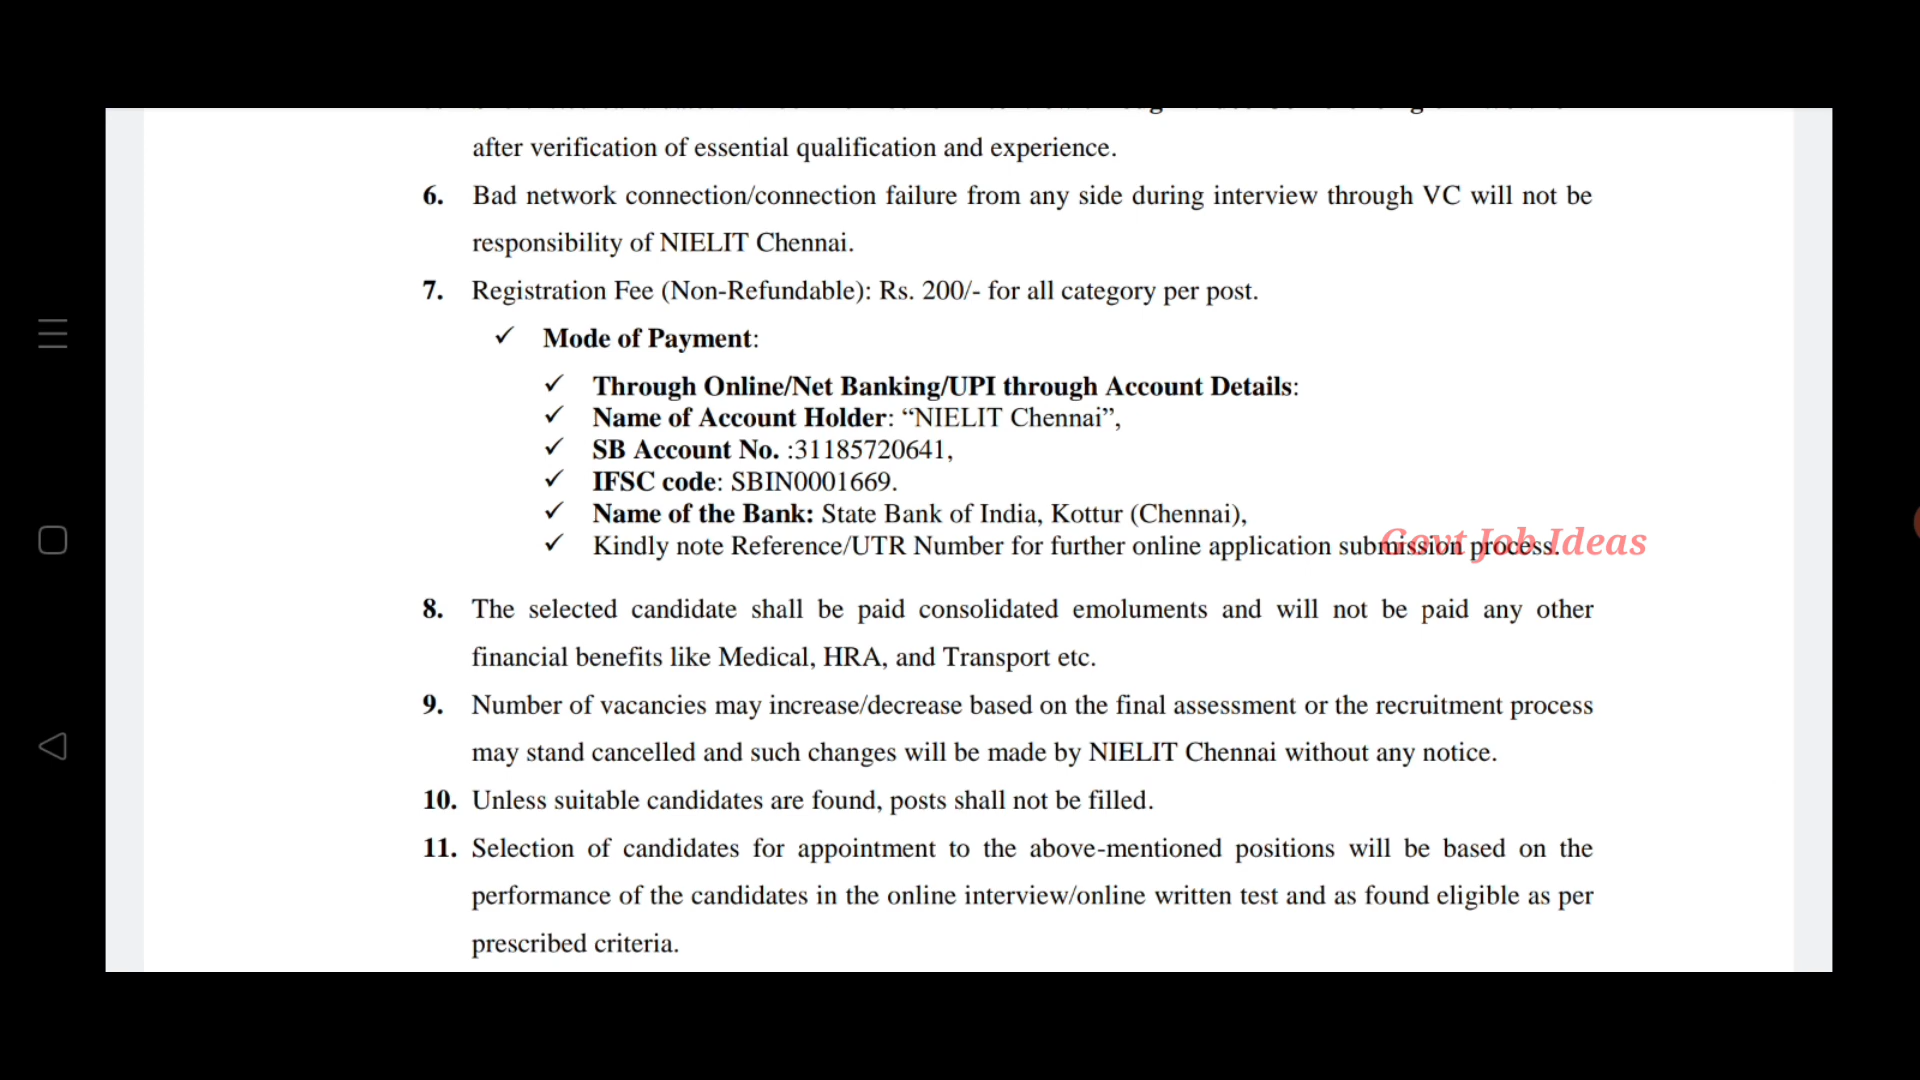 after verification of essential qualification and experience.
6. Bad network connection/connection failure from any side during interview through VC will not be
responsibility of NIELIT Chennai.
7. Registration Fee (Non-Refundable): Rs. 200/- for all category per post.
✓ Mode of Payment:
✓ Through Online/Net Banking/UPI through Account Details:
✓ Name of Account Holder: “NIELIT Chennai”,
✓ SB Account No. :31185720641,
✓ IFSC code: SBIN0001669.
✓ Name of the Bank: State Bank of India, Kottur (Chennai),
✓ Kindly note Reference/UTR Number for further online application submission process.
Govt Job Ideas
8. The selected candidate shall be paid consolidated emoluments and will not be paid any other
financial benefits like Medical, HRA, and Transport etc.
9. Number of vacancies may increase/decrease based on the final assessment or the recruitment process
may stand cancelled and such changes will be made by NIELIT Chennai without any notice.
10. Unless suitable candidates are found, posts shall not be filled.
11. Selection of candidates for appointment to the above-mentioned positions will be based on the
performance of the candidates in the online interview/online written test and as found eligible as per
prescribed criteria.